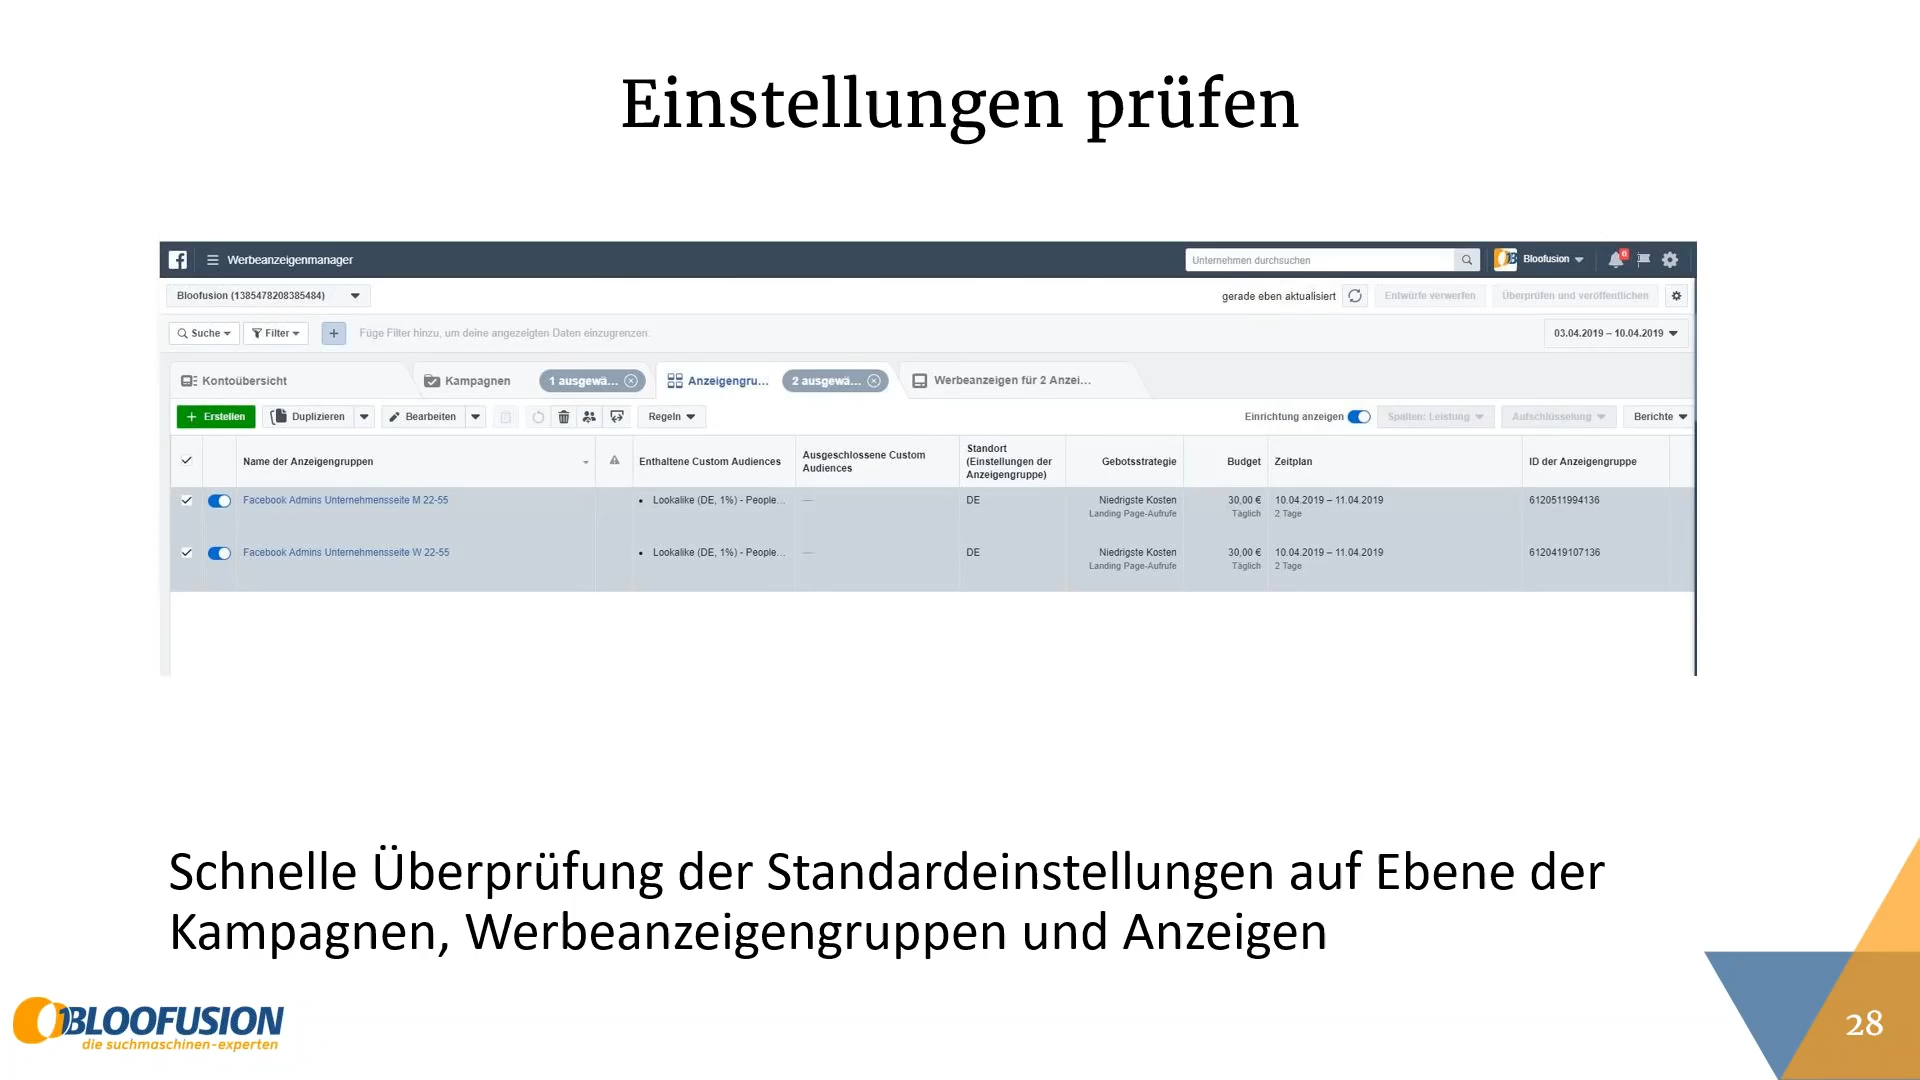 Einstellungen prüfen
Werbeanzeigenmanager
Unternehmen durchsuchen
Bloofusion
Bloofusion (1385478208385484)
gerade eben aktualisiert
Entwürfe verwerfen
Überprüfen und veröffentlichen
Suche
Filter
Füge Filter hinzu, um deine angezeigten Daten einzugrenzen.
03.04.2019 – 10.04.2019
Kontoübersicht
Kampagnen
1 ausgewä...
Anzeigengru...
2 ausgewä...
Werbeanzeigen für 2 Anzei...
+ Erstellen
Duplizieren
Bearbeiten
Regeln
Einrichtung anzeigen
Spalten: Leistung
Aufschlüsselung
Berichte
Name der Anzeigengruppen
Enthaltene Custom Audiences
Ausgeschlossene Custom
Audiences
Standort
(Einstellungen der
Anzeigengruppe)
Gebotsstrategie
Budget
Zeitplan
ID der Anzeigengruppe
Facebook Admins Unternehmensseite M 22-55
• Lookalike (DE, 1%) - People...
—
DE
Niedrigste Kosten
Landing Page-Aufrufe
30,00 €
Täglich
10.04.2019 – 11.04.2019
2 Tage
6120511994136
Facebook Admins Unternehmensseite W 22-55
• Lookalike (DE, 1%) - People...
—
DE
Niedrigste Kosten
Landing Page-Aufrufe
30,00 €
Täglich
10.04.2019 – 11.04.2019
2 Tage
6120419107136
Schnelle Überprüfung der Standardeinstellungen auf Ebene der
Kampagnen, Werbeanzeigengruppen und Anzeigen
BLOOFUSION
die suchmaschinen-experten
28